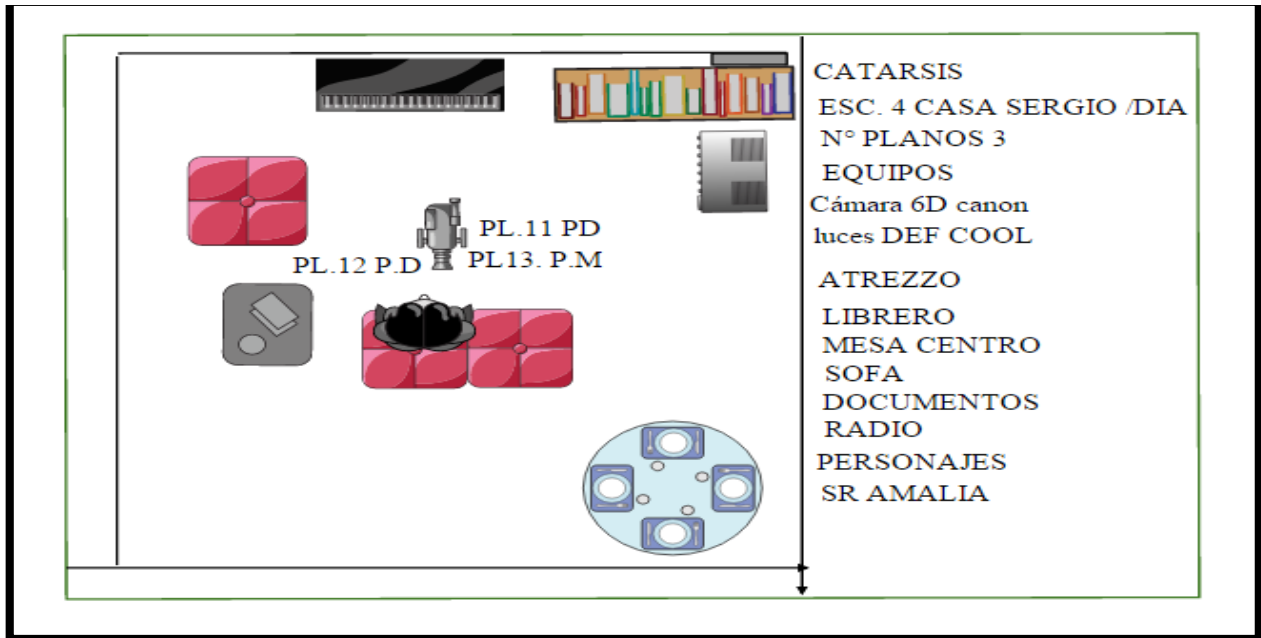 CATARSIS
ESC. 4 CASA SERGIO /DIA
N° PLANOS 3
EQUIPOS
Cámara 6D canon
luces DEF COOL
ATREZZO
LIBRERO
MESA CENTRO
SOFA
DOCUMENTOS
RADIO
PERSONAJES
SR AMALIA
PL.11 PD
PL.12 P.D
PL13. P.M